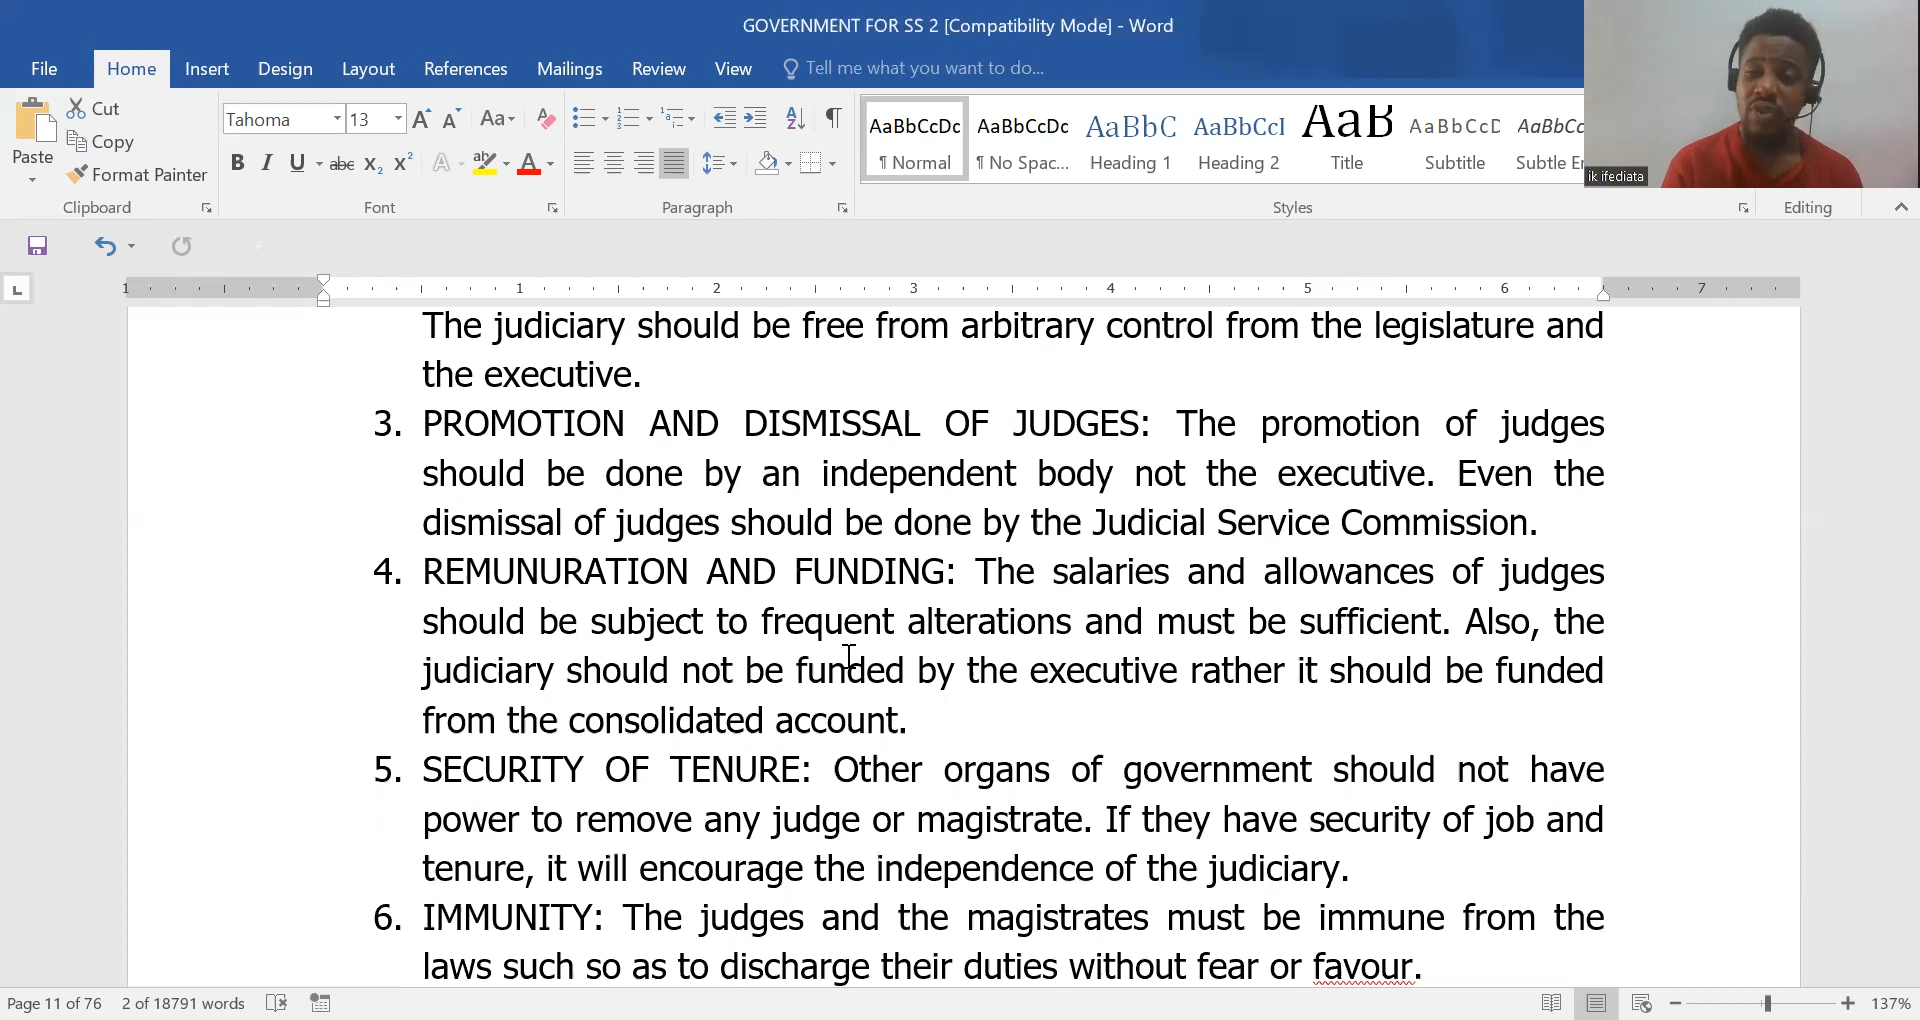 GOVERNMENT FOR SS 2 [Compatibility Mode] - Word
File Home Insert Design Layout References Mailings Review View Tell me what you want to do...
Paste
Cut
Copy
Format Painter
Clipboard
Tahoma 13
Font
Paragraph
AaBbCcDc AaBbCcDc AaBbC AaBbCcI AaB AaBbCcD AaBbCc
¶ Normal ¶ No Spac... Heading 1 Heading 2 Title Subtitle Subtle E
Styles
Editing
ik ifediata
1 1 2 3 4 5 6 7
The judiciary should be free from arbitrary control from the legislature and
the executive.
3. PROMOTION AND DISMISSAL OF JUDGES: The promotion of judges
should be done by an independent body not the executive. Even the
dismissal of judges should be done by the Judicial Service Commission.
4. REMUNURATION AND FUNDING: The salaries and allowances of judges
should be subject to frequent alterations and must be sufficient. Also, the
judiciary should not be funded by the executive rather it should be funded
from the consolidated account.
5. SECURITY OF TENURE: Other organs of government should not have
power to remove any judge or magistrate. If they have security of job and
tenure, it will encourage the independence of the judiciary.
6. IMMUNITY: The judges and the magistrates must be immune from the
laws such so as to discharge their duties without fear or favour.
Page 11 of 76 2 of 18791 words 137%